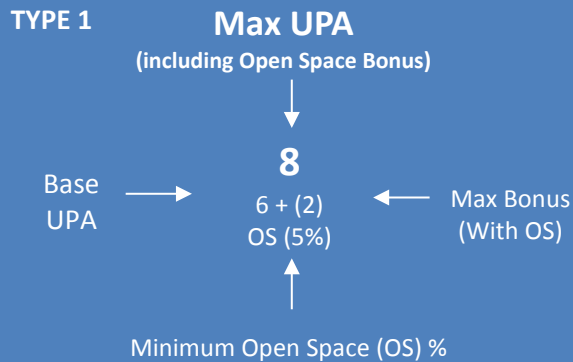 TYPE 1
Max UPA
(including Open Space Bonus)
8
Base
UPA
6 + (2)
OS (5%)
Max Bonus
(With OS)
Minimum Open Space (OS) %